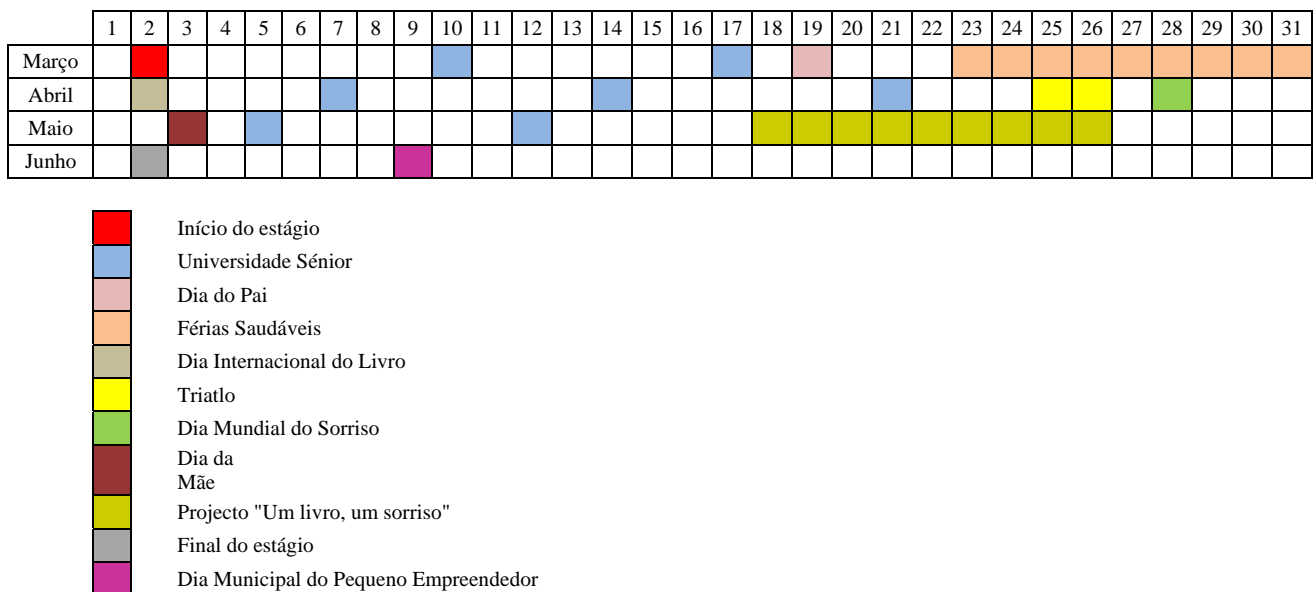 1 2 3 4 5 6 7 8 9 10 11 12 13 14 15 16 17 18 19 20 21 22 23 24 25 26 27 28 29 30 31
Março
Abril
Maio
Junho
Início do estágio
Universidade Sénior
Dia do Pai
Férias Saudáveis
Dia Internacional do Livro
Triatlo
Dia Mundial do Sorriso
Dia da
Mãe
Projecto "Um livro, um sorriso"
Final do estágio
Dia Municipal do Pequeno Empreendedor